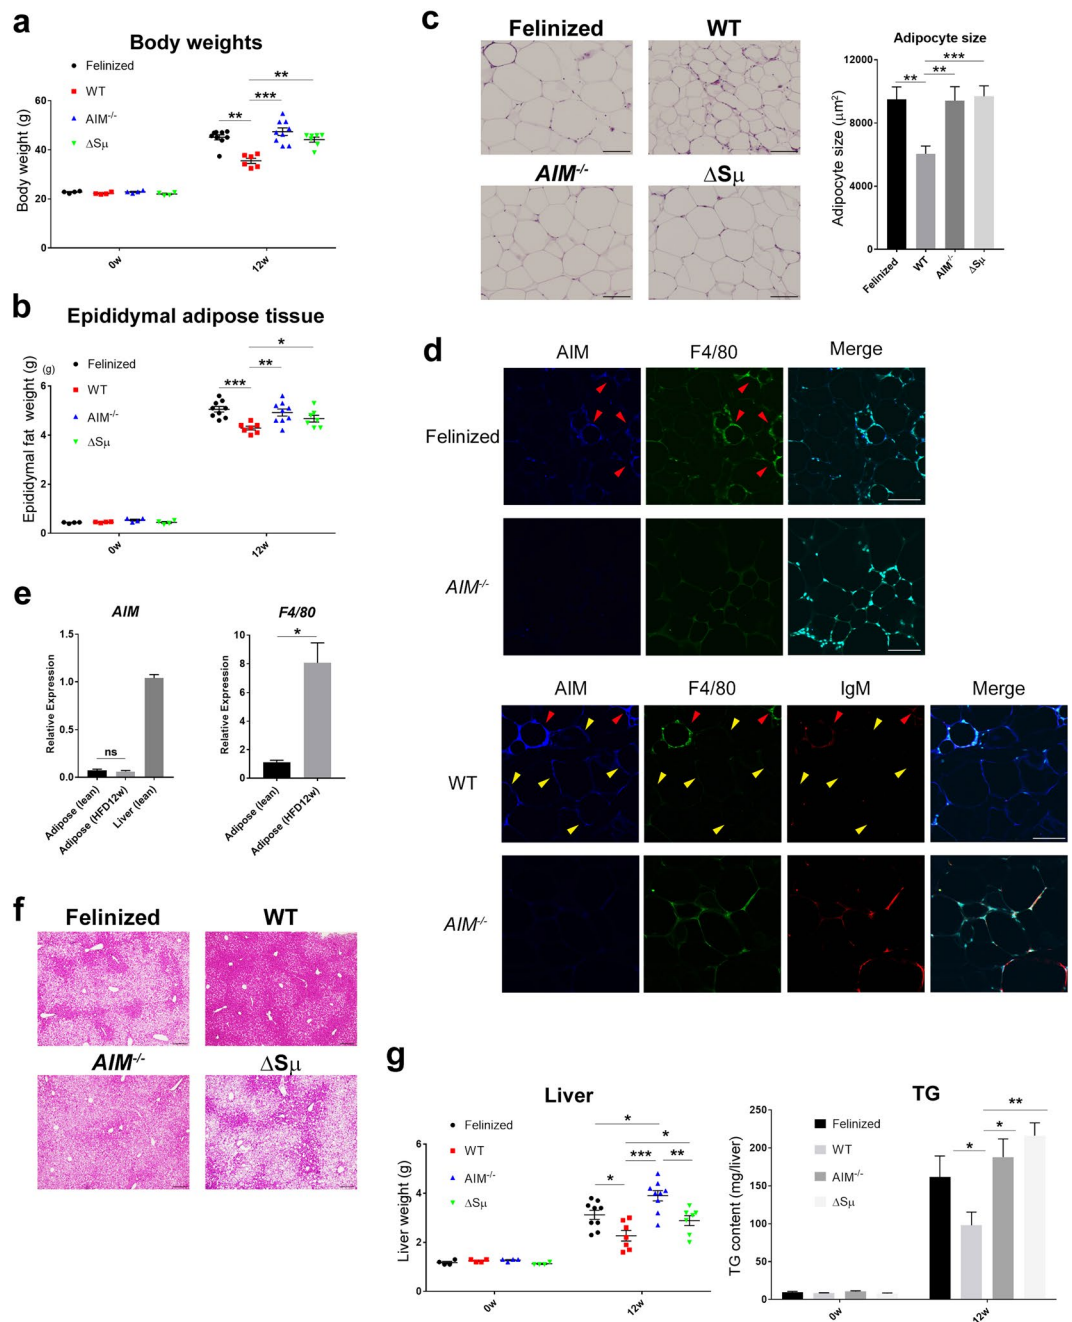 a
Body weights
Felinized
WT
AIM-/-
ΔSμ
Body weight (g)
60
40
20
0
** *** **
0w 12w
b
Epididymal adipose tissue
Felinized
WT
AIM-/-
ΔSμ
Epididymal fat weight (g)
(g)
6
4
2
0
*** ** *
0w 12w
c
Felinized WT
AIM-/- ΔSμ
Adipocyte size
Adipocyte size (μm2)
12000
8000
4000
0
** ** ***
Felinized WT AIM-/- ΔSμ
d
AIM F4/80 Merge
Felinized
AIM-/-
AIM F4/80 IgM Merge
WT
AIM-/-
e
AIM
Relative Expression
1.5
1.0
0.5
0.0
ns
Adipose (lean) Adipose (HFD12w) Liver (lean)
F4/80
Relative Expression
10
8
6
4
2
0
*
Adipose (lean) Adipose (HFD12w)
f
Felinized WT
AIM-/- ΔSμ
g
Liver
Felinized
WT
AIM-/-
ΔSμ
Liver weight (g)
6
4
2
0
* * * *** **
0w 12w
TG
Felinized
WT
AIM-/-
ΔSμ
TG content (mg/liver)
250
200
150
100
50
0
* * **
0w 12w